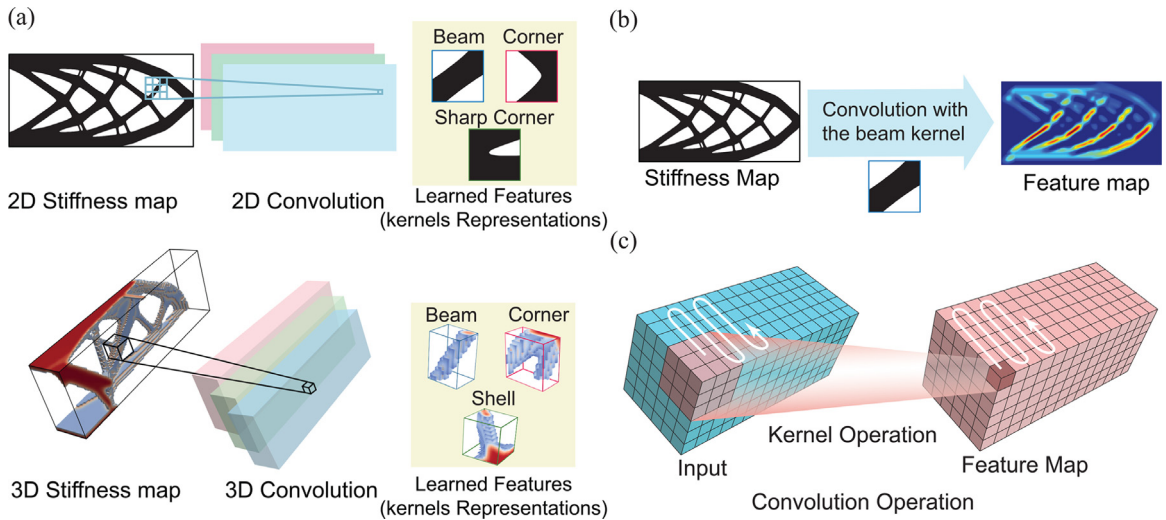 (a)
Beam
Corner
Sharp Corner
2D Stiffness map
2D Convolution
Learned Features
(kernels Representations)
Beam
Corner
Shell
3D Stiffness map
3D Convolution
Learned Features
(kernels Representations)
(b)
Convolution with
the beam kernel
Stiffness Map
Feature map
(c)
Kernel Operation
Input
Feature Map
Convolution Operation